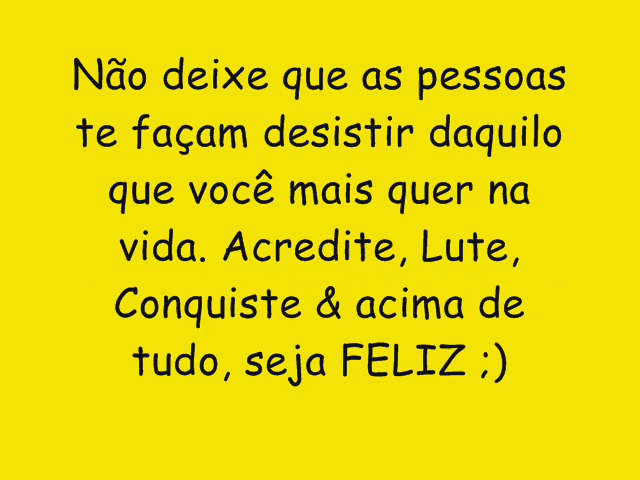 Não deixe que as pessoas
te façam desistir daquilo
que você mais quer na
vida. Acredite, Lute,
Conquiste & acima de
tudo, seja FELIZ ;)